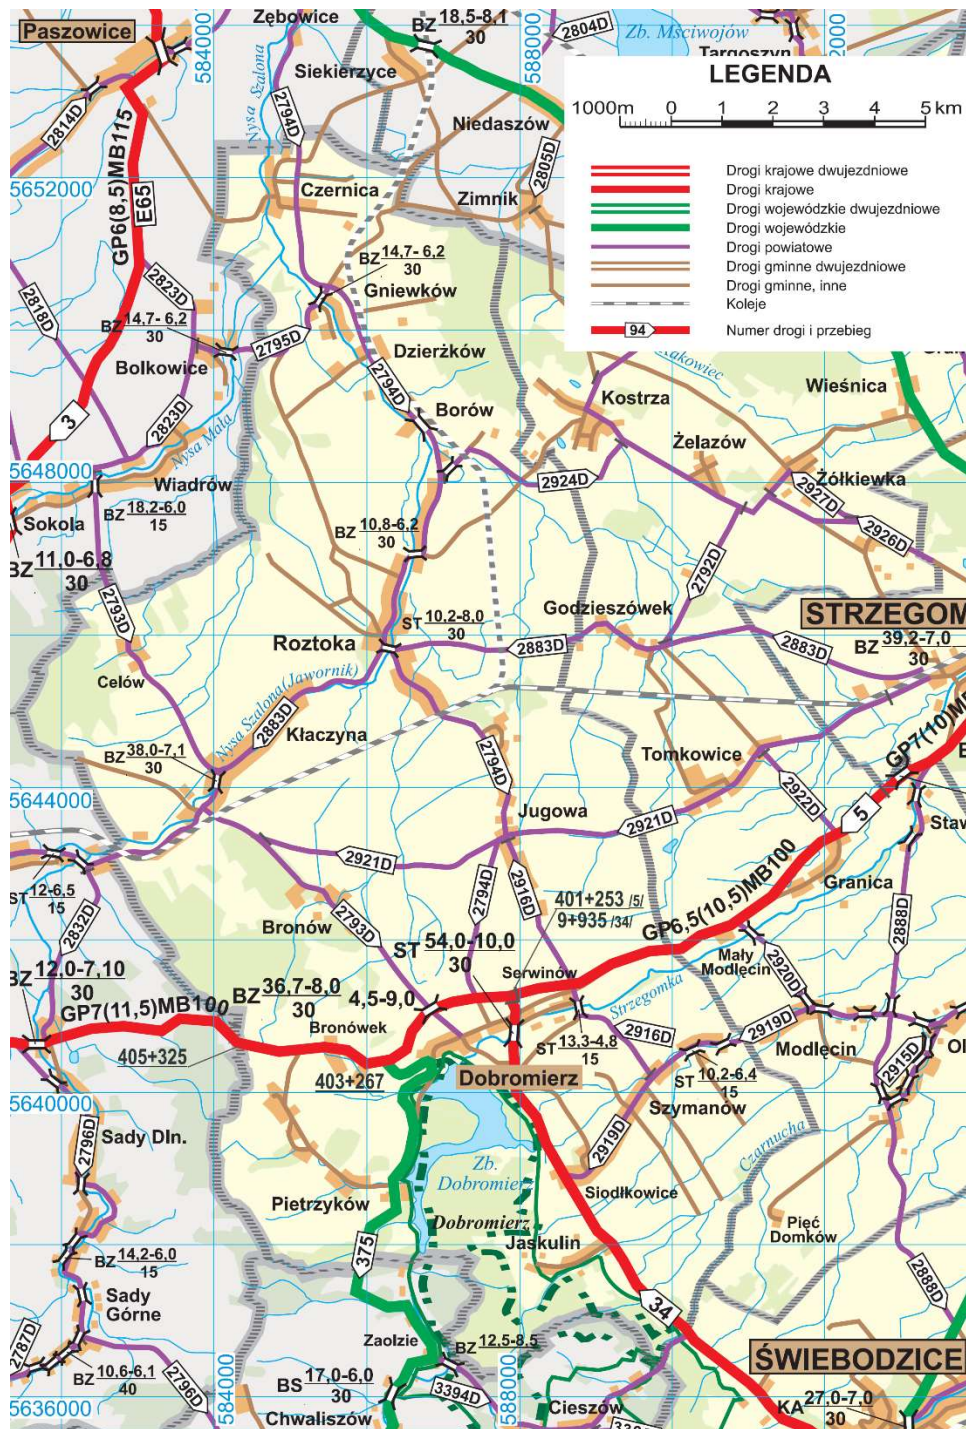 Zębowice
BZ 18,5-8,1
30
2804D
Zb. Mściwojów
Paszowice
5584000
Siekierzyce
Targoszyn
LEGENDA
1000m 0 1 2 3 4 5 km
Drogi krajowe dwujezdniowe
Drogi krajowe
Drogi wojewódzkie dwujezdniowe
Drogi wojewódzkie
Drogi powiatowe
Drogi gminne dwujezdniowe
Drogi gminne, inne
Koleje
94 Numer drogi i przebieg
2814D
Nysa Szalona
2794D
Niedaszów
2805D
GP6(8,5)MB115
E65
5652000
Czernica
Zimnik
2818D
2823D
BZ 14,7-6,2
30
Gniewków
BZ 14,7-6,2
30
2795D
Bolkowice
Dzierżków
2794D
Wieśnica
Kostrza
3
2823D
Borów
Nysa Mała
Żelazów
5648000
Wiadrów
2924D
Żółkiewka
2927D
Sokola
BZ 18,2-6,0
15
BZ 10,8-6,2
30
2926D
BZ 11,0-6,8
30
2792D
2793D
Godzieszówek
STRZEGOM
ST 10,2-8,0
30
Roztoka
2883D
2883D
BZ 39,2-7,0
30
Celów
Nysa Szalona(Jawornik)
2883D
Kłaczyna
BZ 38,0-7,1
30
2794D
Tomkowice
GP7(10)MB
5644000
Jugowa
2922D
5
2921D
2921D
Granica
ST 12-6,5
15
2832D
Bronów
2793D
2794D
2916D
401+253 /5/
9+935 /34/
GP6,5(10,5)MB100
2888D
ST 54,0-10,0
30
BZ 12,0-7,10
30
Serwinów
Mały
Modlęcin
2920D
BZ 36,7-8,0
30
4,5-9,0
GP7(11,5)MB100
Bronówek
Strzegomka
2916D
2919D
ST 13,3-4,8
15
Modlęcin
405+325
403+267
Dobromierz
ST 10,2-6,4
15
2915D
5640000
Szymanów
Sady Dln.
2796D
2919D
Czarnucha
Zb.
Dobromierz
Siodłkowice
Pietrzyków
Dobromierz
Jaskulin
Pięć
Domków
BZ 14,2-6,0
15
375
2888D
Sady
Górne
34
2787D
Zaolzie
BZ 12,5-8,5
ŚWIEBODZICE
BZ 10,6-6,1
40
2796D
BS 17,0-6,0
30
3394D
5636000
Chwaliszów
Cieszów
KA 27,0-7,0
30